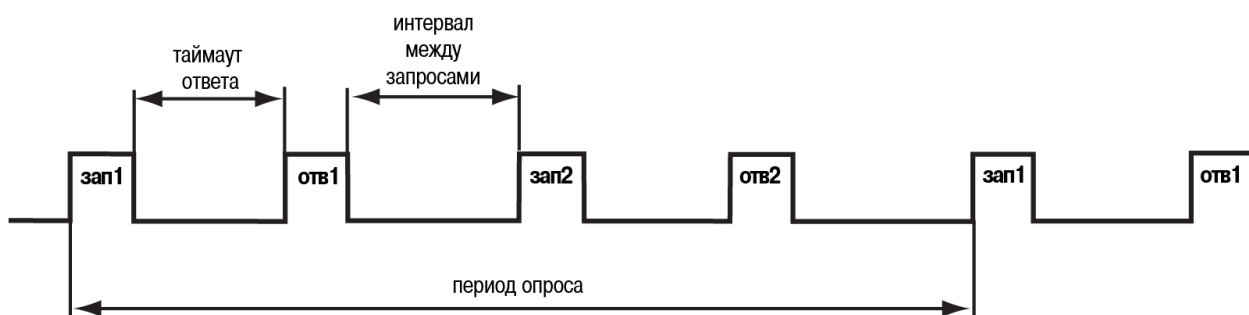 интервал
между
запросами
таймаут
ответа
зап1
отв1
зап2
отв2
зап1
отв1
период опроса